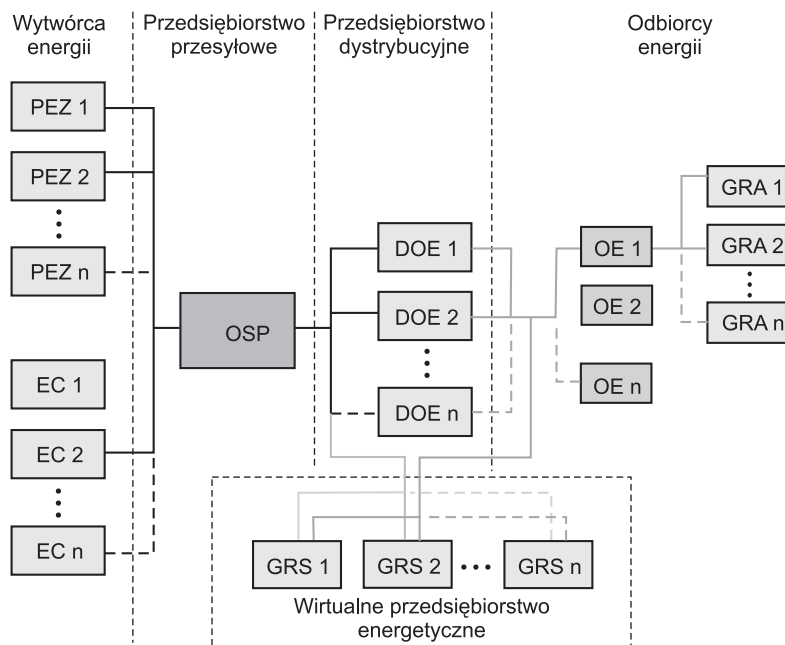 Wytwórca
energii
Przedsiębiorstwo
przesyłowe
Przedsiębiorstwo
dystrybucyjne
Odbiorcy
energii
PEZ 1
PEZ 2
PEZ n
EC 1
EC 2
EC n
OSP
DOE 1
DOE 2
DOE n
OE 1
OE 2
OE n
GRA 1
GRA 2
GRA n
GRS 1
GRS 2
GRS n
Wirtualne przedsiębiorstwo
energetyczne